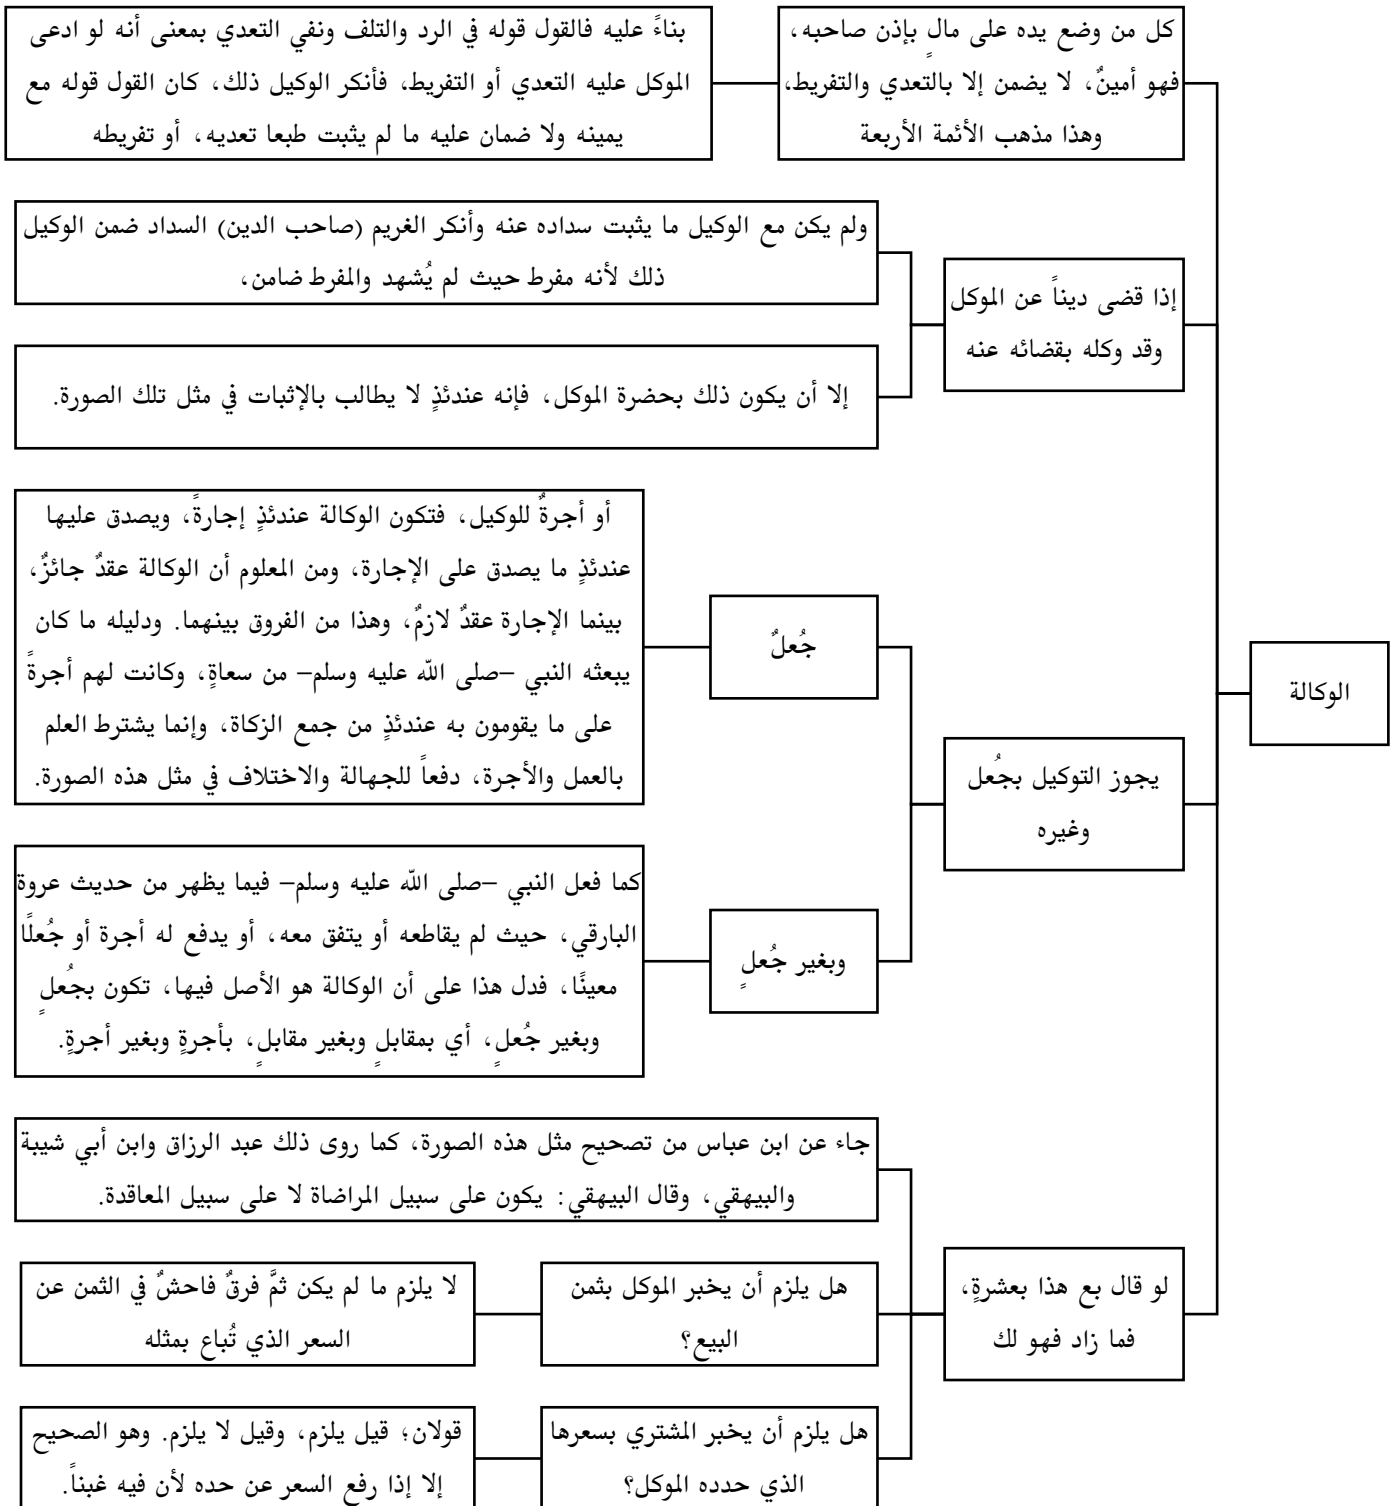 الوكالة
كل من وضع يده على مالٍ بإذن صاحبه،
فهو أمينٌ، لا يضمن إلا بالتعدي والتفريط،
وهذا مذهب الأئمة الأربعة
بناءً عليه فالقول قوله في الرد والتلف ونفي التعدي بمعنى أنه لو ادعى
الموكل عليه التعدي أو التفريط، فأنكر الوكيل ذلك، كان القول قوله مع
يمينه ولا ضمان عليه ما لم يثبت طبعا تعديه، أو تفريطه
إذا قضى ديناً عن الموكل
وقد وكله بقضائه عنه
ولم يكن مع الوكيل ما يثبت سداده عنه وأنكر الغريم (صاحب الدين) السداد ضمن الوكيل
ذلك لأنه مفرط حيث لم يُشهد والمفرط ضامن،
إلا أن يكون ذلك بحضرة الموكل، فإنه عندئذٍ لا يطالب بالإثبات في مثل تلك الصورة.
يجوز التوكيل بجُعل
وغيره
جُعلٌ
أو أجرةٌ للوكيل، فتكون الوكالة عندئذٍ إجارةً، ويصدق عليها
عندئذٍ ما يصدق على الإجارة، ومن المعلوم أن الوكالة عقدٌ جائزٌ،
بينما الإجارة عقدٌ لازمٌ، وهذا من الفروق بينهما. ودليله ما كان
يبعثه النبي –صلى الله عليه وسلم– من سعاةٍ، وكانت لهم أجرةً
على ما يقومون به عندئذٍ من جمع الزكاة، وإنما يشترط العلم
بالعمل والأجرة، دفعاً للجهالة والاختلاف في مثل هذه الصورة.
وبغير جُعلٍ
كما فعل النبي –صلى الله عليه وسلم– فيما يظهر من حديث عروة
البارقي، حيث لم يقاطعه أو يتفق معه، أو يدفع له أجرة أو جُعلًا
معينًا، فدل هذا على أن الوكالة هو الأصل فيها، تكون بجُعلٍ
وبغير جُعلٍ، أي بمقابلٍ وبغير مقابلٍ، بأجرةٍ وبغير أجرةٍ.
لو قال بع هذا بعشرةٍ،
فما زاد فهو لك
جاء عن ابن عباس من تصحيح مثل هذه الصورة، كما روى ذلك عبد الرزاق وابن أبي شيبة
والبيهقي، وقال البيهقي: يكون على سبيل المراضاة لا على سبيل المعاقدة.
هل يلزم أن يخبر الموكل بثمن
البيع؟
لا يلزم ما لم يكن ثمَّ فرقٌ فاحشٌ في الثمن عن
السعر الذي تُباع بمثله
هل يلزم أن يخبر المشتري بسعرها
الذي حدده الموكل؟
قولان؛ قيل يلزم، وقيل لا يلزم. وهو الصحيح
إلا إذا رفع السعر عن حده لأن فيه غبناً.